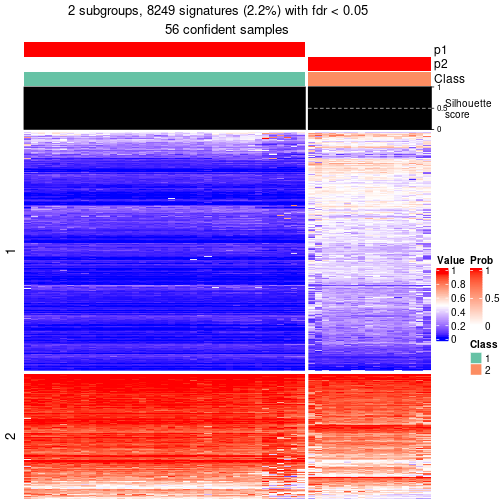 2 subgroups, 8249 signatures (2.2%) with fdr < 0.05
56 confident samples
p1
p2
Class
1
0.5
0
Silhouette
score
1
2
Value
1
0.8
0.6
0.4
0.2
0
Prob
1
0.5
0
Class
1
2